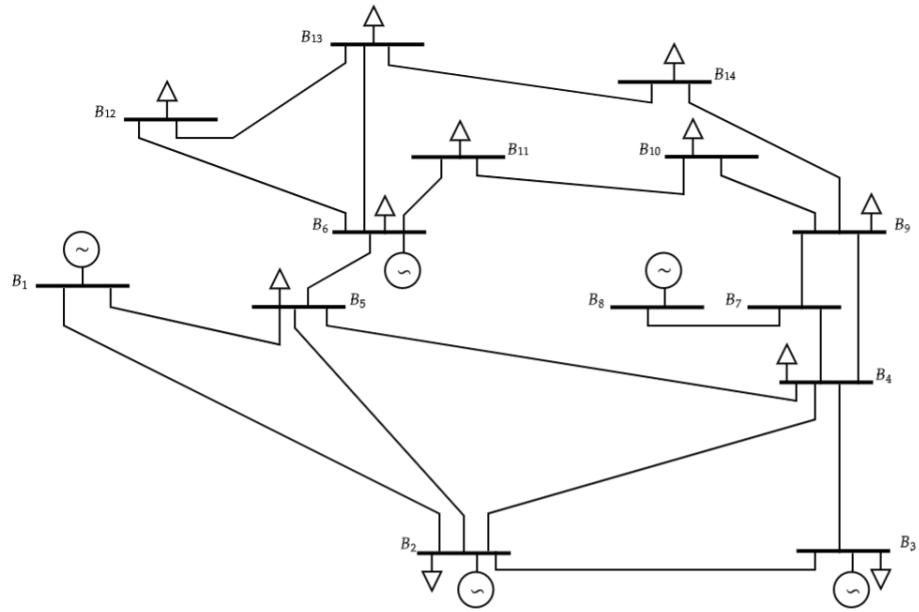 B₁₃
B₁₄
B₁₂
B₁₁
B₁₀
B₆
B₉
~
~
∽
B₁
B₅
B₈
B₇
B₄
B₂
B₃
∽
∽